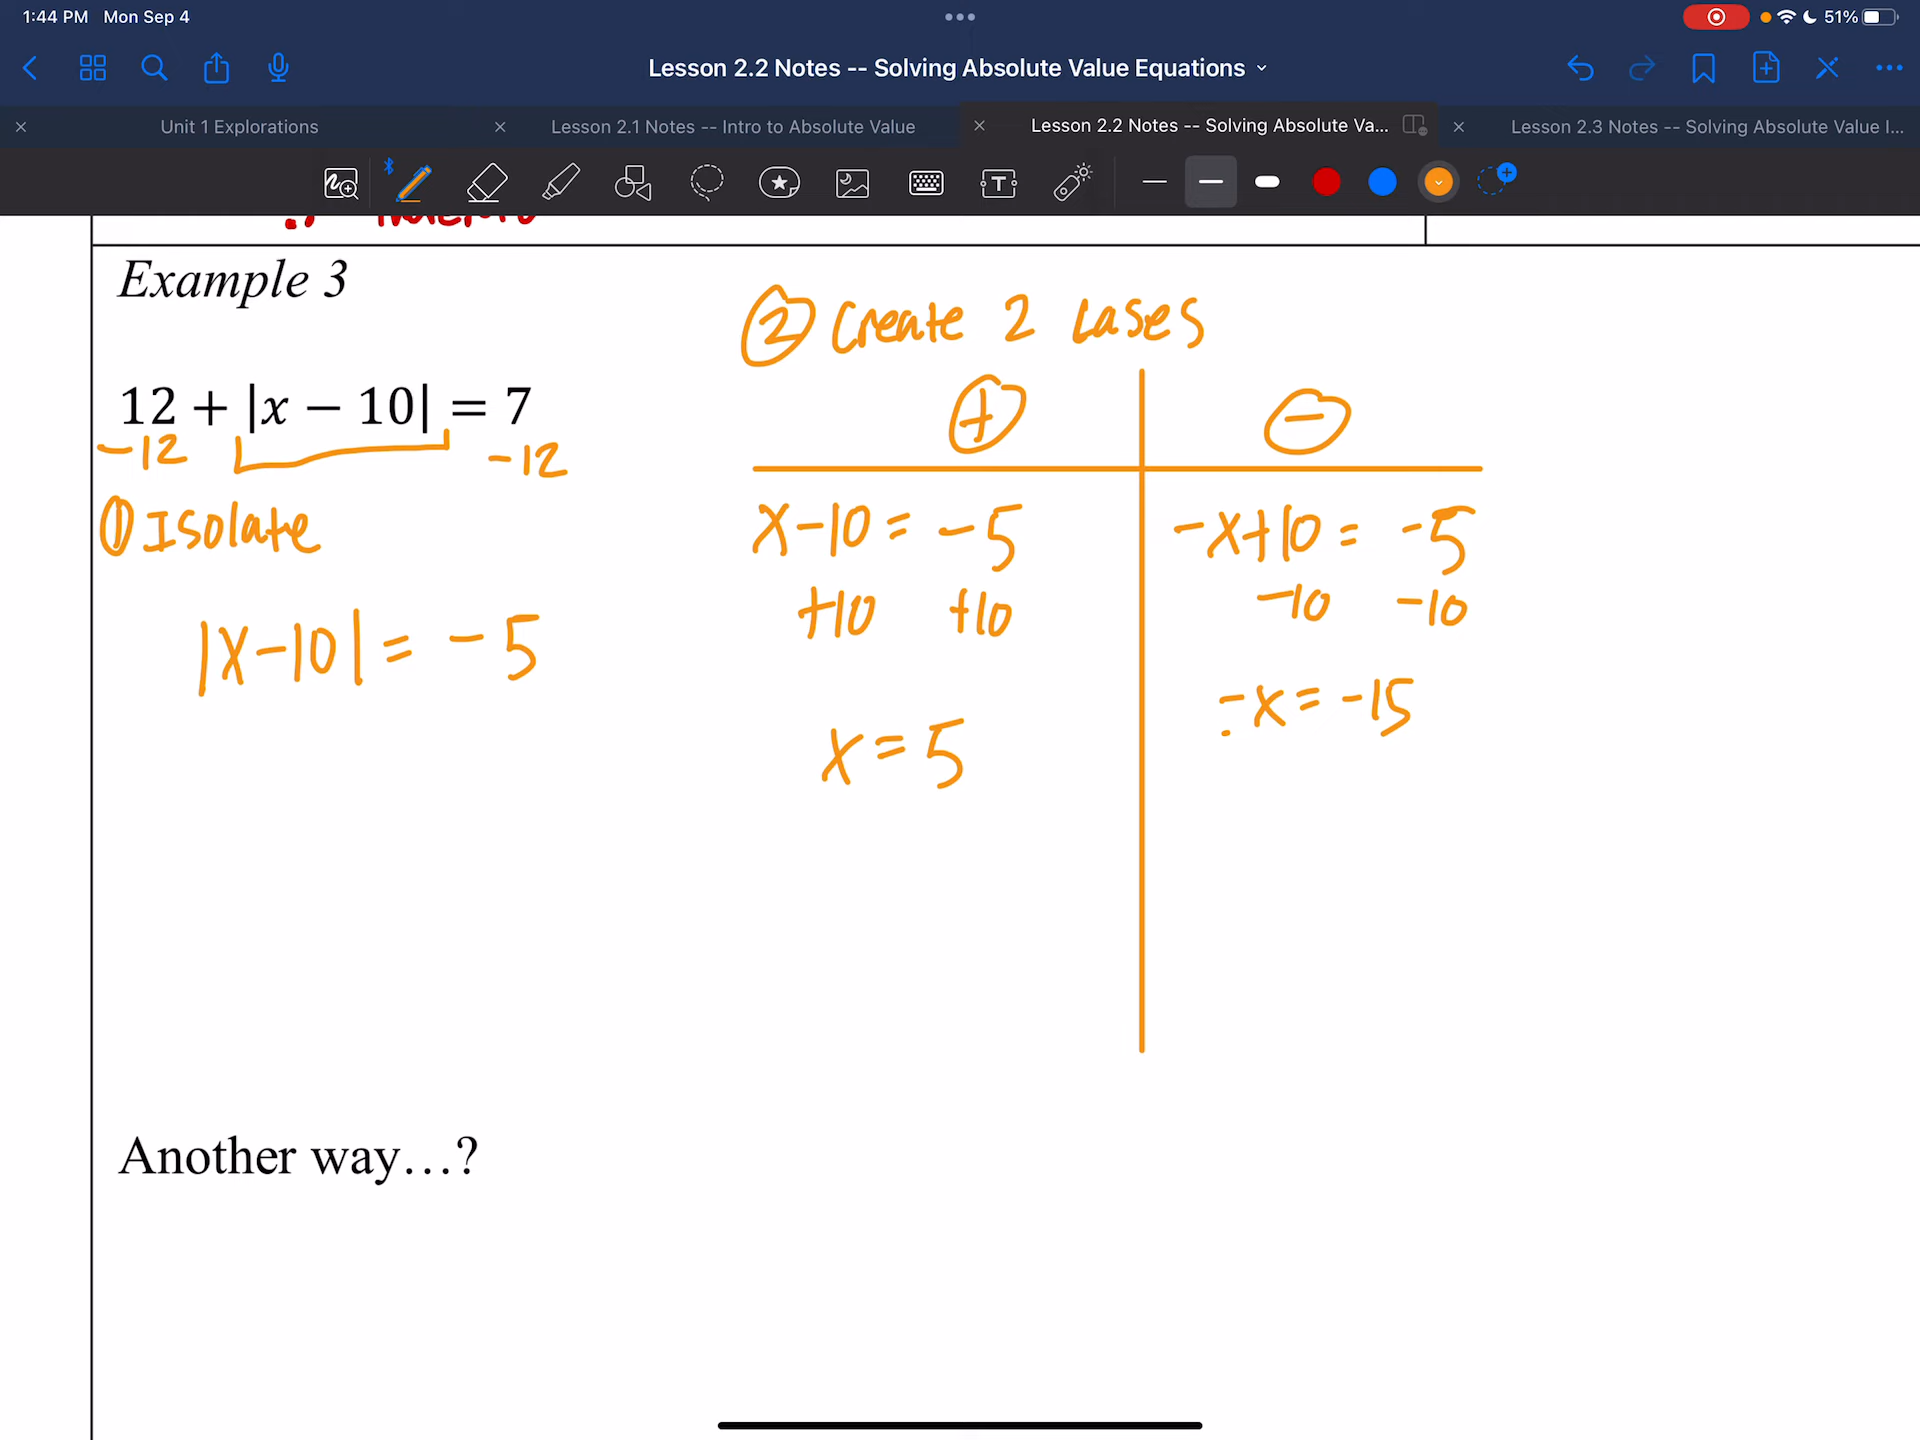 1:44 PM Mon Sep 4
51%
Lesson 2.2 Notes -- Solving Absolute Value Equations
Unit 1 Explorations
Lesson 2.1 Notes -- Intro to Absolute Value
Lesson 2.2 Notes -- Solving Absolute Va...
Lesson 2.3 Notes -- Solving Absolute Value I...
Example 3
12 + |x − 10| = 7
-12 -12
① Isolate
|x-10| = -5
② Create 2 cases
+ −
x-10 = -5
+10 +10
x = 5
-x+10 = -5
-10 -10
-x = -15
Another way…?